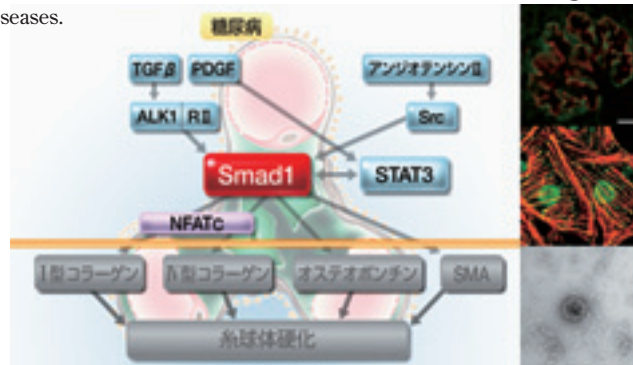 seases.
糖尿病
TGFβ PDGF アンジオテンシンII
ALK1 RII Src
Smad1 STAT3
NFATc
I型コラーゲン IV型コラーゲン オステオポンチン SMA
糸球体硬化